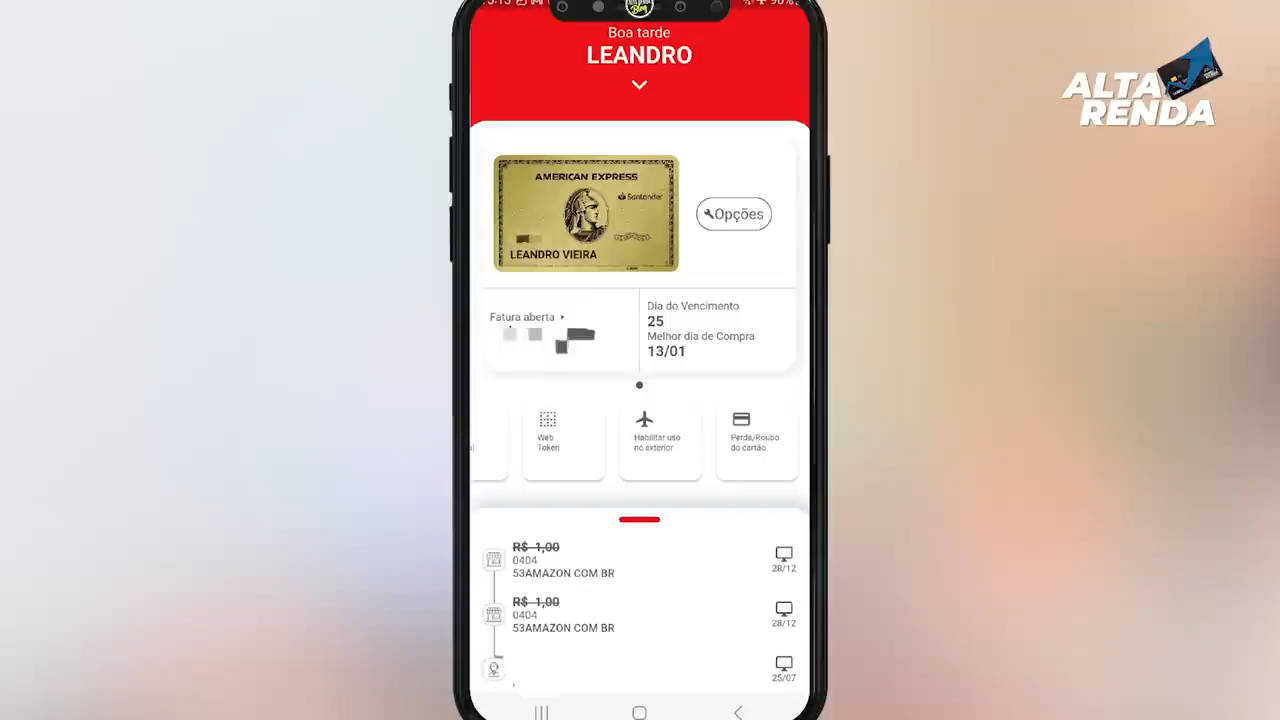 Boa tarde
LEANDRO
ALTA
RENDA
AMERICAN EXPRESS
Santander
LEANDRO VIEIRA
Opções
Fatura aberta
Dia do Vencimento
25
Melhor dia de Compra
13/01
Web
Token
Habilitar uso
no exterior
Perda/Roubo
do cartão
R$ 1,00
0404
53AMAZON COM BR
28/12
R$ 1,00
0404
53AMAZON COM BR
28/12
25/07